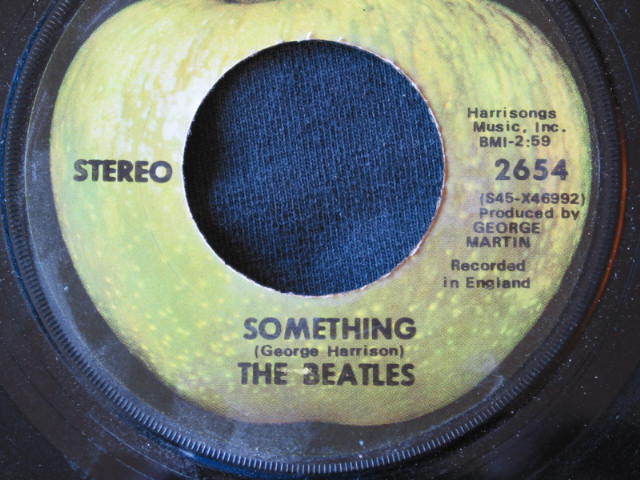 STEREO
Harrisongs
Music, Inc.
BMI-2:59
2654
(S45-X46992)
Produced by
GEORGE
MARTIN
Recorded
in England
SOMETHING
(George Harrison)
THE BEATLES